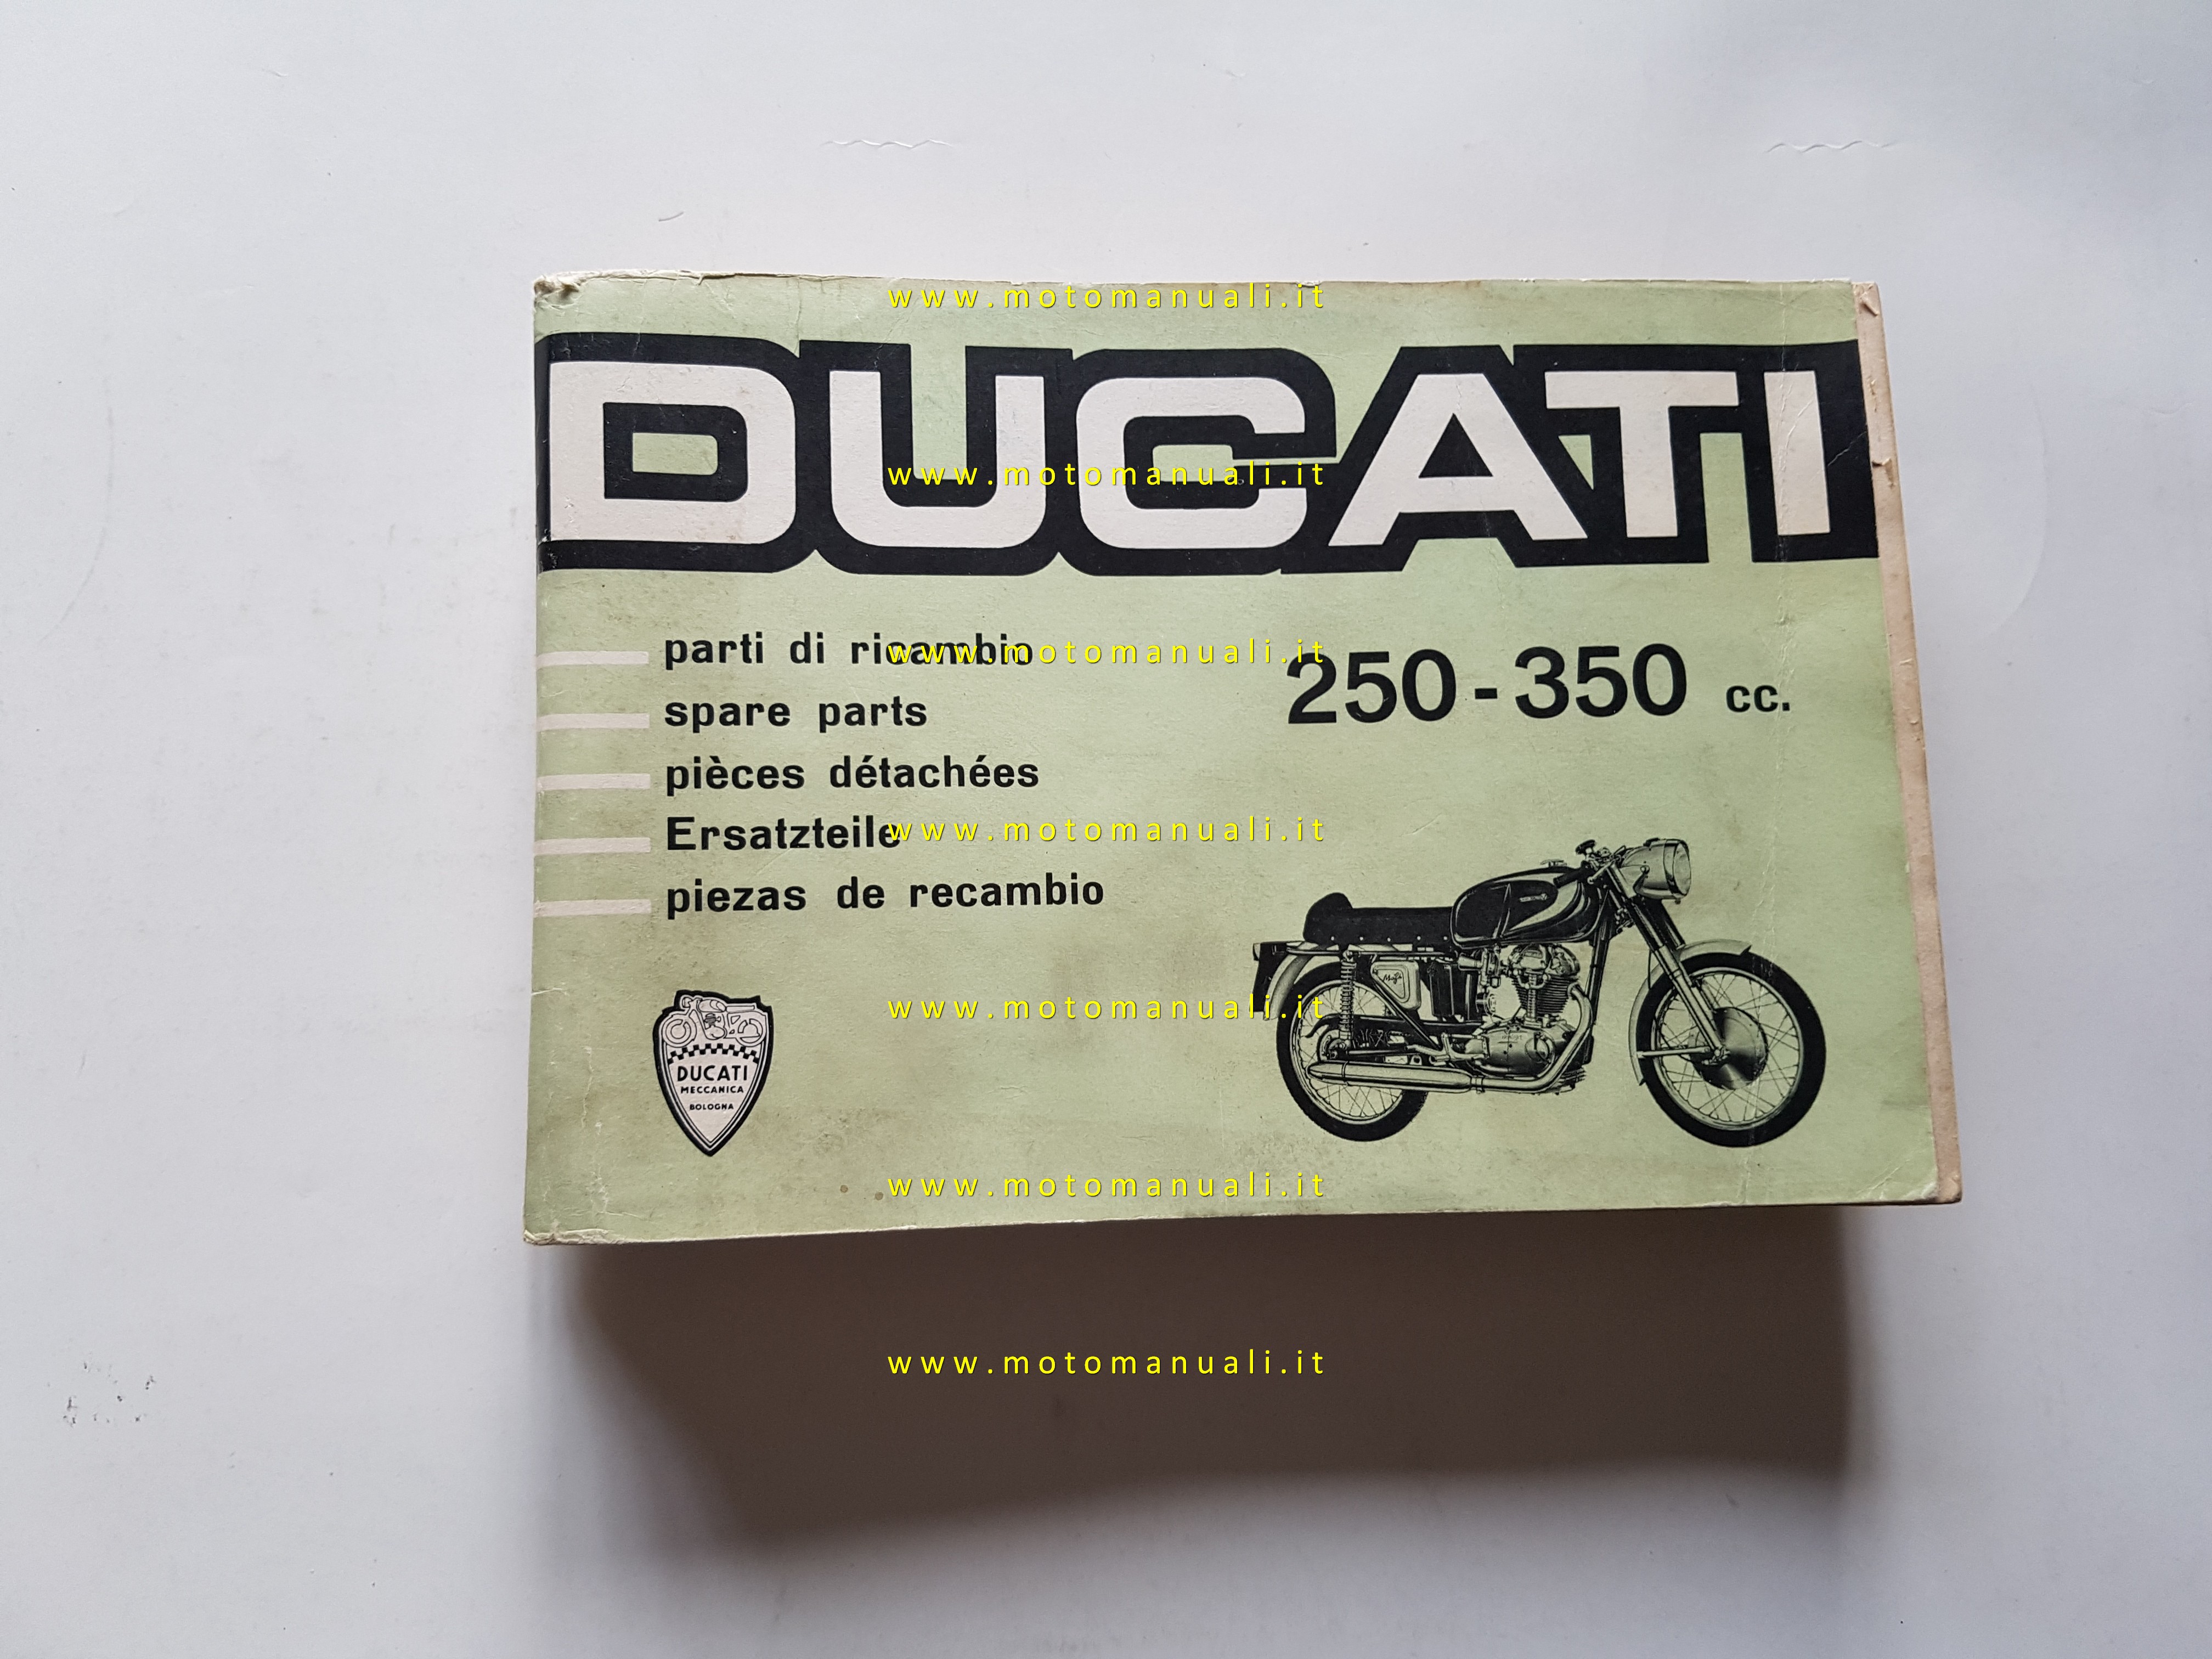 www.motomanuali.it
DUCATI
www.motomanuali.it
parti di ricambio
www.motomanuali.it
250-350 cc.
spare parts
pièces détachées
Ersatzteile
www.motomanuali.it
piezas de recambio
www.motomanuali.it
DUCATI
MECCANICA
BOLOGNA
www.motomanuali.it
www.motomanuali.it